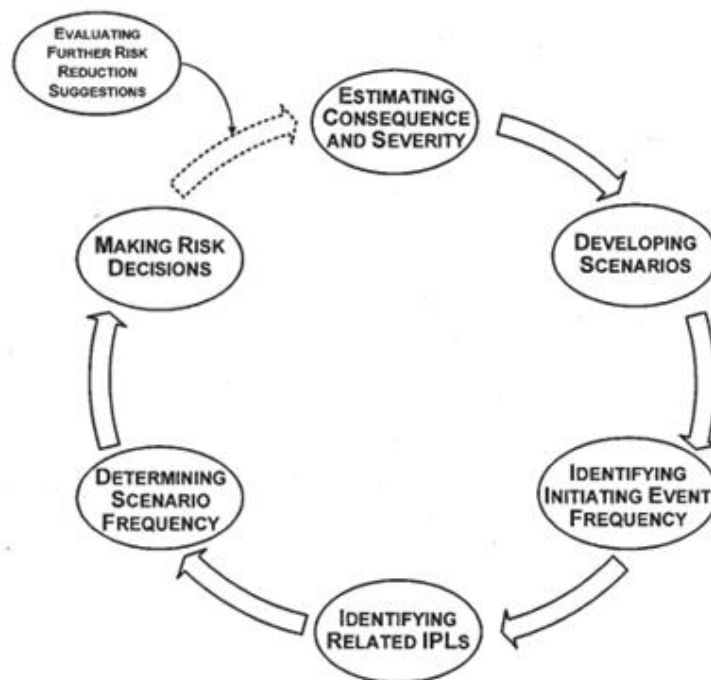 EVALUATING
FURTHER RISK
REDUCTION
SUGGESTIONS
ESTIMATING
CONSEQUENCE
AND SEVERITY
DEVELOPING
SCENARIOS
IDENTIFYING
INITIATING EVENT
FREQUENCY
IDENTIFYING
RELATED IPLS
DETERMINING
SCENARIO
FREQUENCY
MAKING RISK
DECISIONS